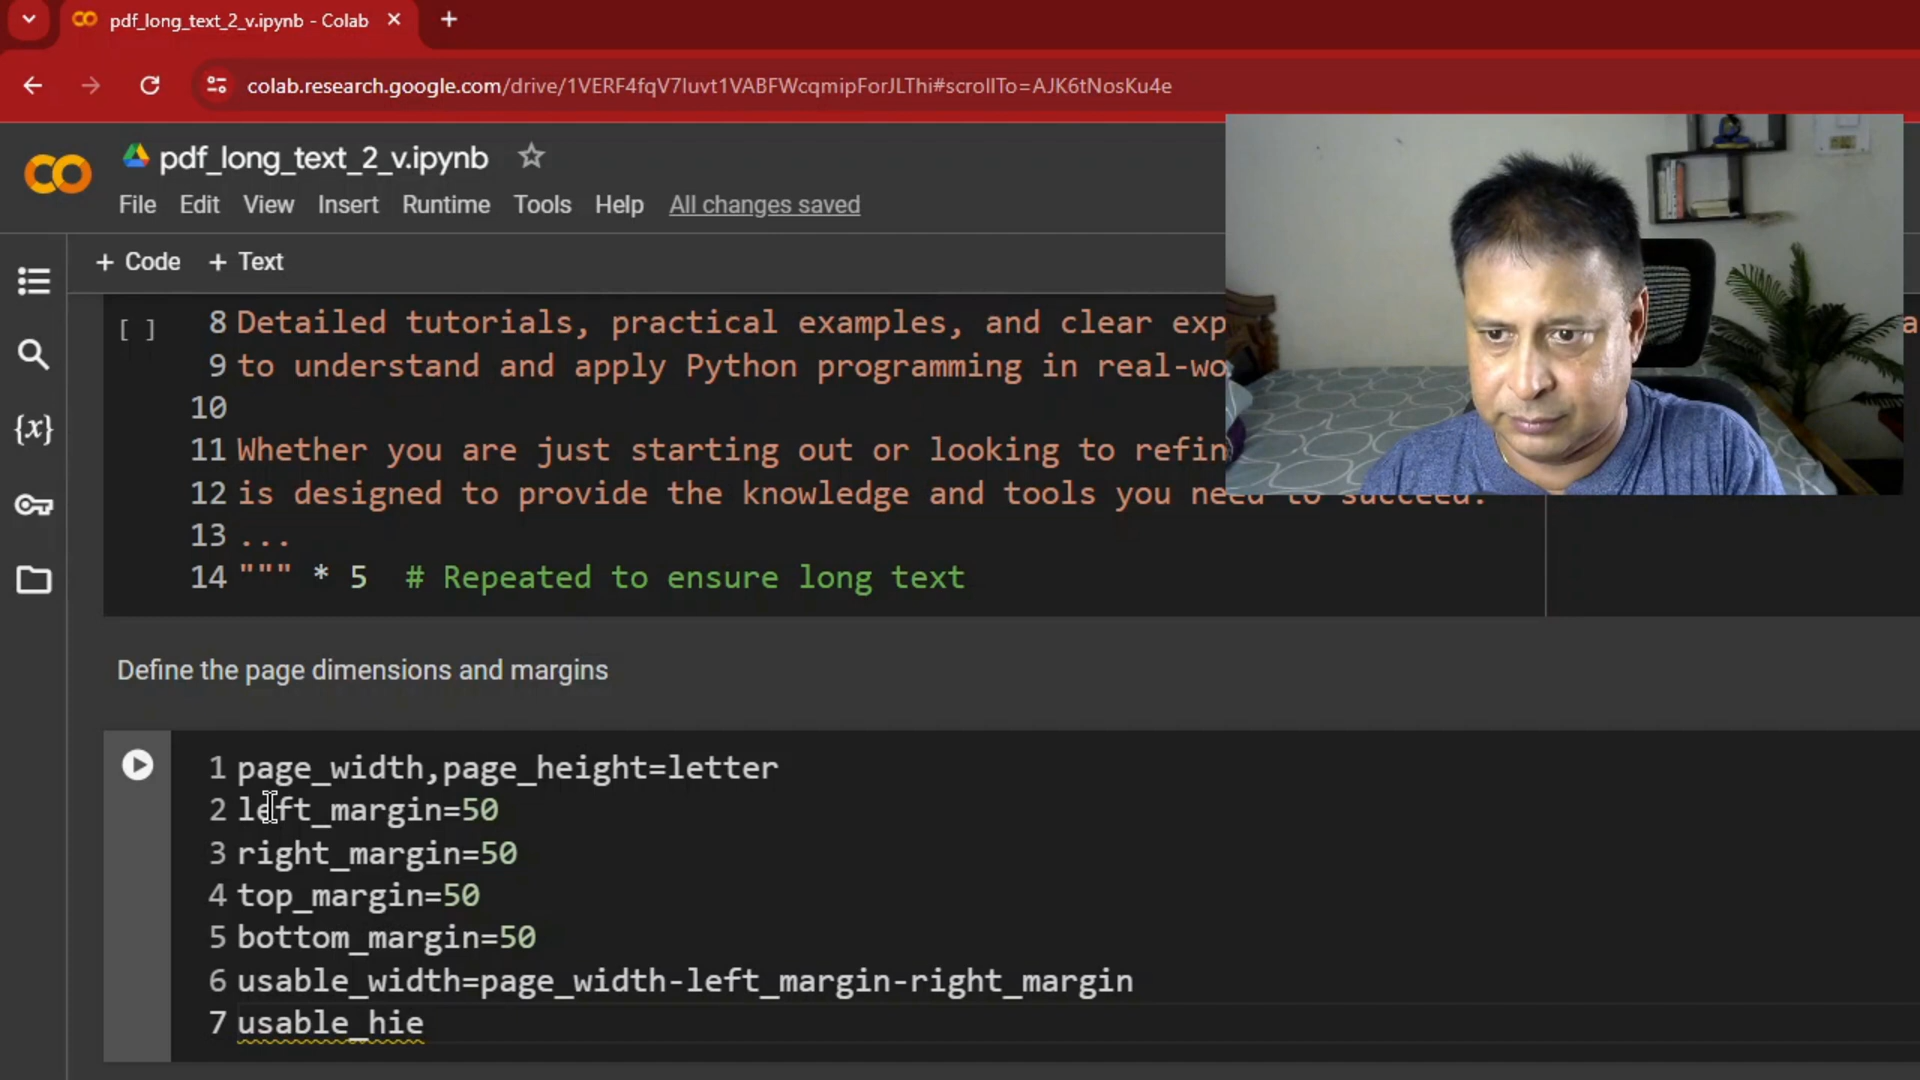 pdf_long_text_2_v.ipynb - Colab
colab.research.google.com/drive/1VERF4fqV7luvt1VABFWcqmipForJLThi#scrollTo=AJK6tNosKu4e
pdf_long_text_2_v.ipynb
File Edit View Insert Runtime Tools Help All changes saved
+ Code + Text
[ ] 8 Detailed tutorials, practical examples, and clear exp
9 to understand and apply Python programming in real-wo
10
11 Whether you are just starting out or looking to refin
12 is designed to provide the knowledge and tools you need to succeed.
13 ...
14 """ * 5 # Repeated to ensure long text
Define the page dimensions and margins
1 page_width,page_height=letter
2 left_margin=50
3 right_margin=50
4 top_margin=50
5 bottom_margin=50
6 usable_width=page_width-left_margin-right_margin
7 usable_hie